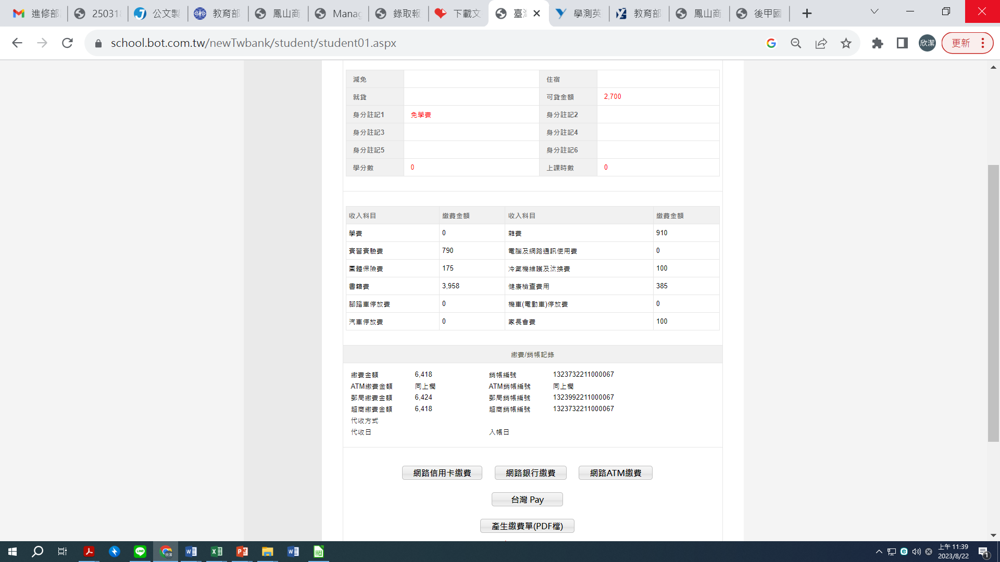 進修部
25031
公文製
教育部
鳳山商
Manag
錄取報
下載文
臺
學測英
教育部
鳳山商
後甲國
school.bot.com.tw/newTwbank/student/student01.aspx
欣潔
更新
減免 住宿
就貸 可貸金額 2,700
身分註記1 免學費 身分註記2
身分註記3 身分註記4
身分註記5 身分註記6
學分數 0 上課時數 0
收入科目 繳費金額 收入科目 繳費金額
學費 0 雜費 910
實習實驗費 790 電腦及網路通訊使用費 0
團體保險費 175 冷氣機維護及汰換費 100
書籍費 3,958 健康檢查費用 385
腳踏車停放費 0 機車(電動車)停放費 0
汽車停放費 0 家長會費 100
繳費/銷帳記錄
繳費金額 6,418 銷帳編號 1323732211000067
ATM繳費金額 同上欄 ATM銷帳編號 同上欄
郵局繳費金額 6,424 郵局銷帳編號 1323992211000067
超商繳費金額 6,418 超商銷帳編號 1323732211000067
代收方式
代收日 入帳日
網路信用卡繳費 網路銀行繳費 網路ATM繳費
台灣 Pay
產生繳費單(PDF檔)
上午 11:39
2023/8/22
1